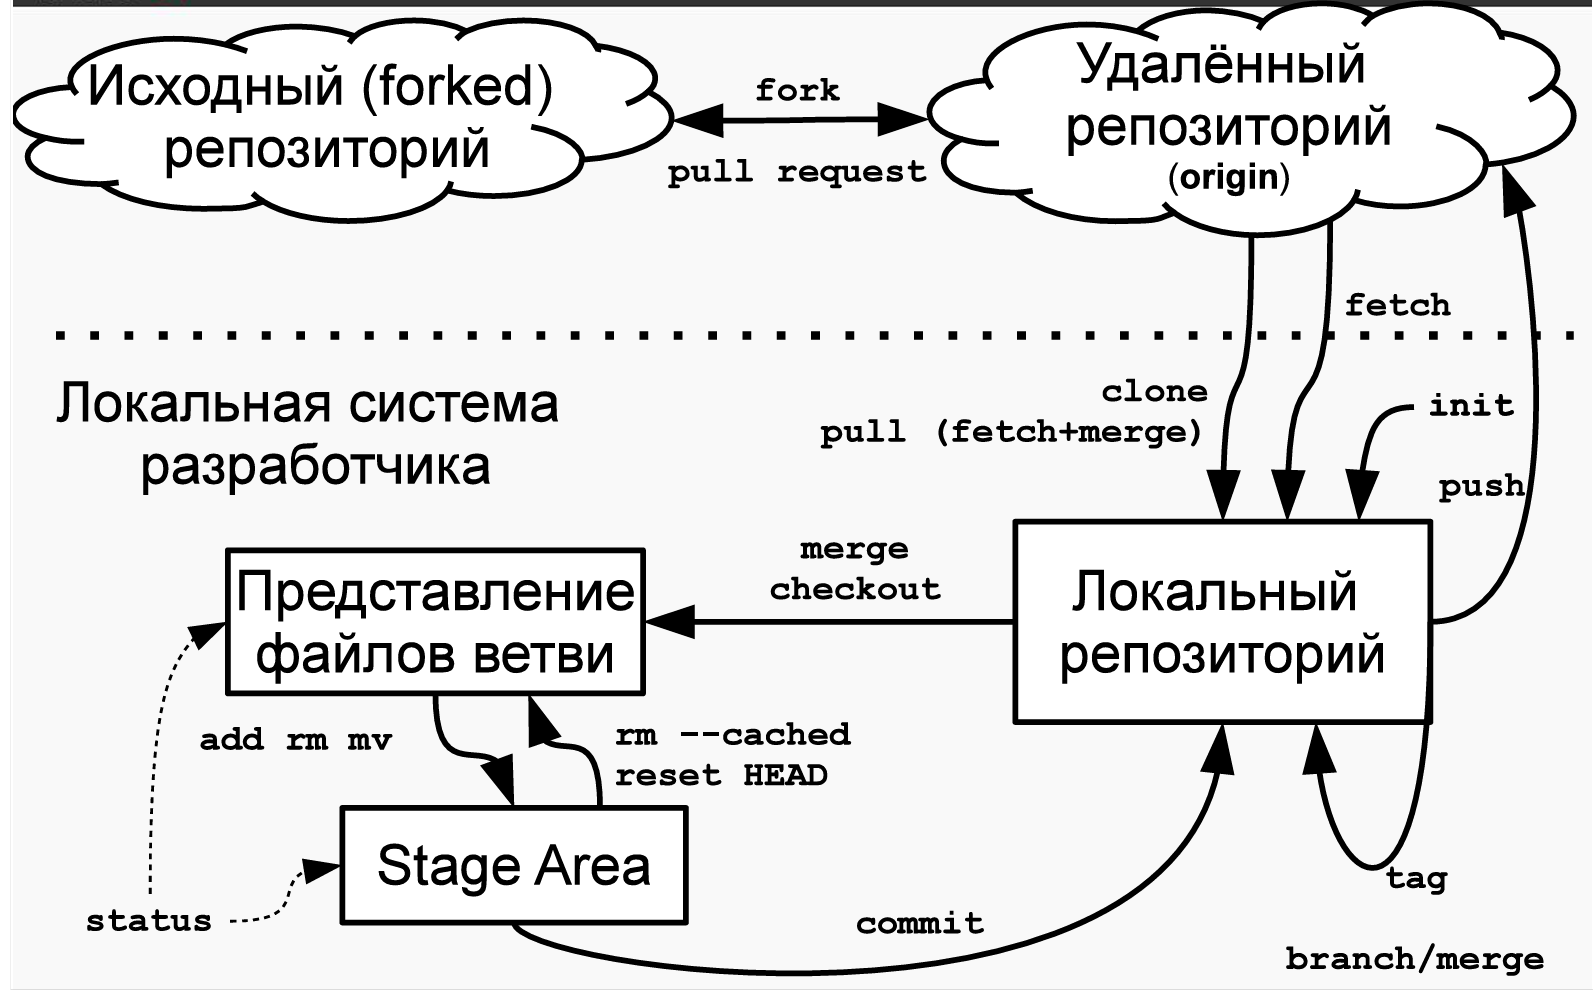 Исходный (forked)
репозиторий
fork
pull request
Удалённый
репозиторий
(origin)
fetch
Локальная система
разработчика
clone
pull (fetch+merge)
init
push
merge
checkout
Представление
файлов ветви
Локальный
репозиторий
add rm mv
rm --cached
reset HEAD
Stage Area
status
commit
tag
branch/merge